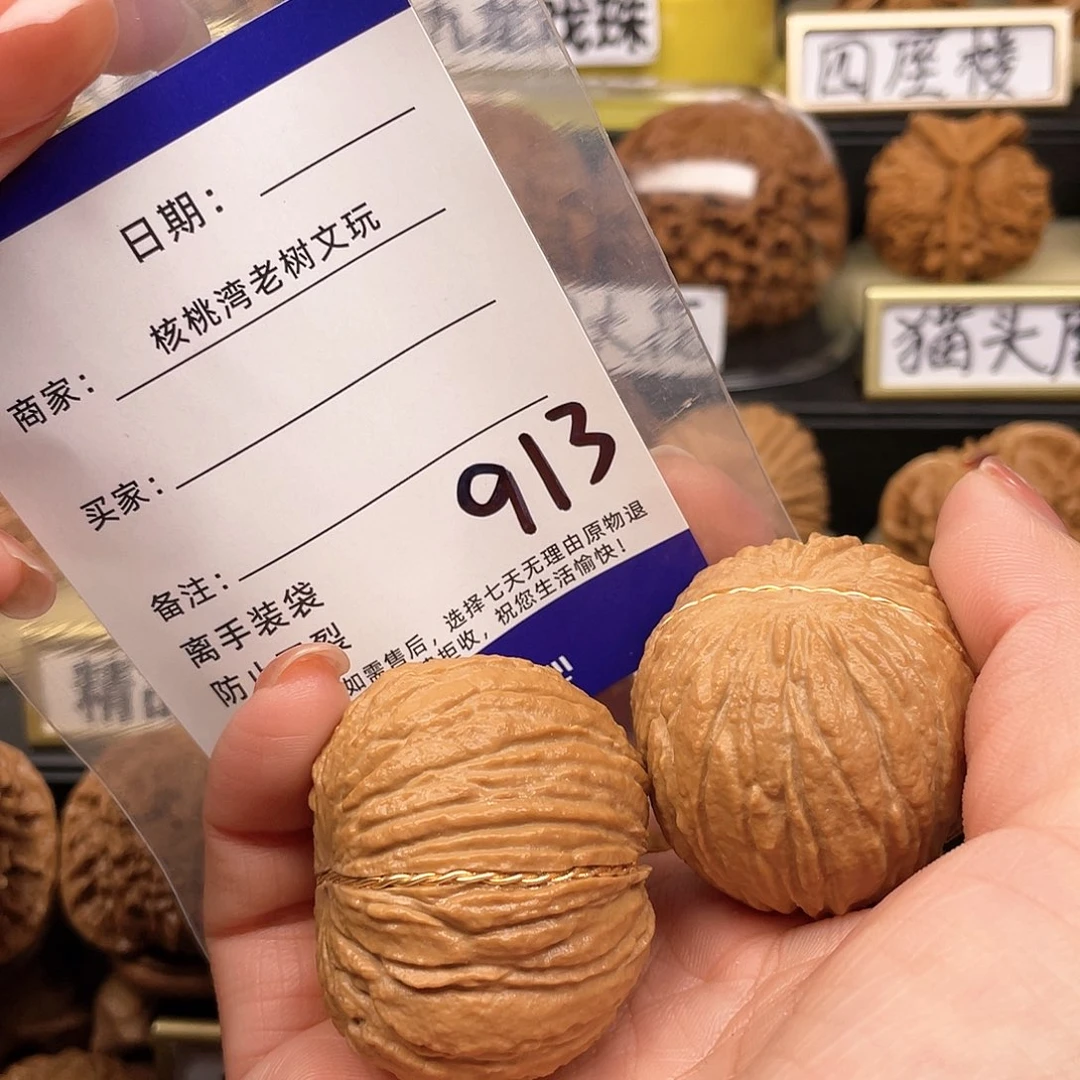 日期：
商家：核桃湾老树文玩
买家：
备注：
913
离手装袋
如需售后，选择七天无理由原物退
拒收，祝您生活愉快！
四座楼
猫头